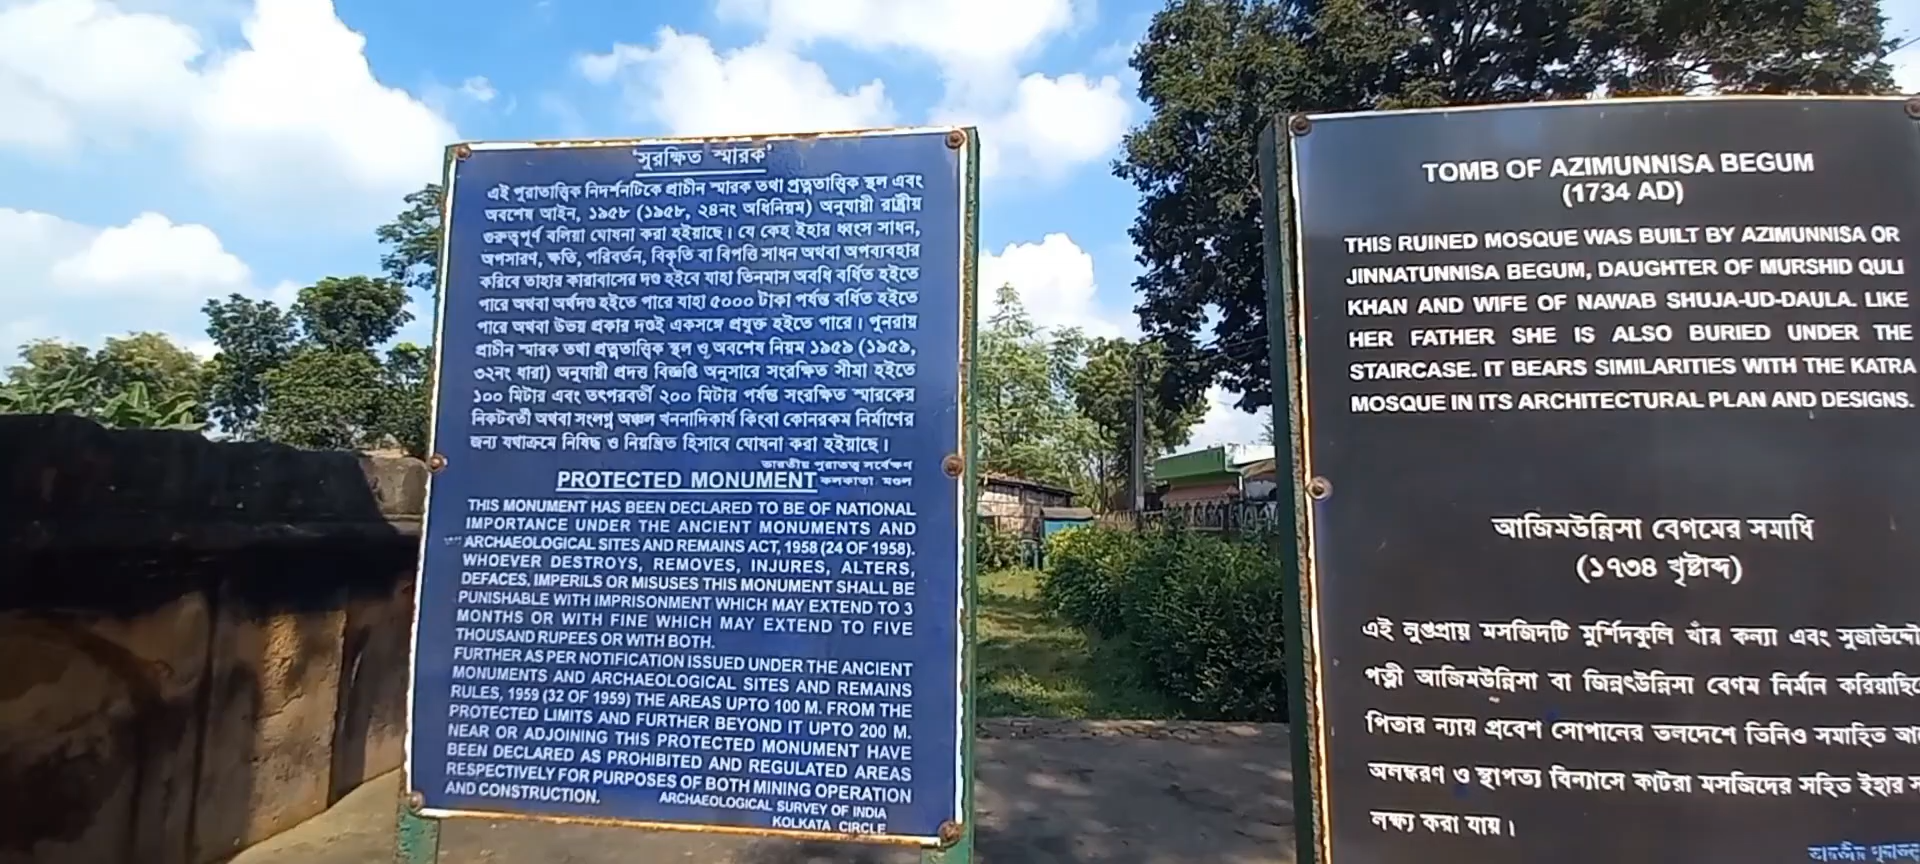 'সুরক্ষিত স্মারক'
এই পুরাতাত্ত্বিক নিদর্শনটিকে প্রাচীন স্মারক তথা প্রত্নতাত্ত্বিক স্থল এবং
অবশেষ আইন, ১৯৫৮ (১৯৫৮, ২৪নং অধিনিয়ম) অনুযায়ী রাষ্ট্রীয়
গুরুত্বপূর্ণ বলিয়া ঘোষনা করা হইয়াছে। যে কেহ ইহার ধ্বংস সাধন,
অপসারণ, ক্ষতি, পরিবর্তন, বিকৃতি বা বিপত্তি সাধন অথবা অপব্যবহার
করিবে তাহার কারাবাসের দণ্ড হইবে যাহা তিনমাস অবধি বর্ধিত হইতে
পারে অথবা অর্থদণ্ড হইতে পারে যাহা ৫০০০ টাকা পর্যন্ত বর্ধিত হইতে
পারে অথবা উভয় প্রকার দণ্ডই একসঙ্গে প্রযুক্ত হইতে পারে। পুনরায়
প্রাচীন স্মারক তথা প্রত্নতাত্ত্বিক স্থল ও অবশেষ নিয়ম ১৯৫৯ (১৯৫৯,
৩২নং ধারা) অনুযায়ী প্রদত্ত বিজ্ঞপ্তি অনুসারে সংরক্ষিত সীমা হইতে
১০০ মিটার এবং তৎপরবর্তী ২০০ মিটার পর্যন্ত সংরক্ষিত স্মারকের
নিকটবর্তী অথবা সংলগ্ন অঞ্চল খননাদিকার্য কিংবা কোনরকম নির্মাণের
জন্য যথাক্রমে নিষিদ্ধ ও নিয়ন্ত্রিত হিসাবে ঘোষনা করা হইয়াছে।
ভারতীয় পুরাতত্ত্ব সর্বেক্ষণ
কলকাতা মণ্ডল
PROTECTED MONUMENT
THIS MONUMENT HAS BEEN DECLARED TO BE OF NATIONAL
IMPORTANCE UNDER THE ANCIENT MONUMENTS AND
ARCHAEOLOGICAL SITES AND REMAINS ACT, 1958 (24 OF 1958).
WHOEVER DESTROYS, REMOVES, INJURES, ALTERS,
DEFACES, IMPERILS OR MISUSES THIS MONUMENT SHALL BE
PUNISHABLE WITH IMPRISONMENT WHICH MAY EXTEND TO 3
MONTHS OR WITH FINE WHICH MAY EXTEND TO FIVE
THOUSAND RUPEES OR WITH BOTH.
FURTHER AS PER NOTIFICATION ISSUED UNDER THE ANCIENT
MONUMENTS AND ARCHAEOLOGICAL SITES AND REMAINS
RULES, 1959 (32 OF 1959) THE AREAS UPTO 100 M. FROM THE
PROTECTED LIMITS AND FURTHER BEYOND IT UPTO 200 M.
NEAR OR ADJOINING THIS PROTECTED MONUMENT HAVE
BEEN DECLARED AS PROHIBITED AND REGULATED AREAS
RESPECTIVELY FOR PURPOSES OF BOTH MINING OPERATION
AND CONSTRUCTION.
ARCHAEOLOGICAL SURVEY OF INDIA
KOLKATA CIRCLE
TOMB OF AZIMUNNISA BEGUM
(1734 AD)
THIS RUINED MOSQUE WAS BUILT BY AZIMUNNISA OR
JINNATUNNISA BEGUM, DAUGHTER OF MURSHID QULI
KHAN AND WIFE OF NAWAB SHUJA-UD-DAULA. LIKE
HER FATHER SHE IS ALSO BURIED UNDER THE
STAIRCASE. IT BEARS SIMILARITIES WITH THE KATRA
MOSQUE IN ITS ARCHITECTURAL PLAN AND DESIGNS.
আজিমউন্নিসা বেগমের সমাধি
(১৭৩৪ খৃষ্টাব্দ)
এই লুপ্তপ্রায় মসজিদটি মুর্শিদকুলি খাঁর কন্যা এবং
পত্নী আজিমউন্নিসা বা জিন্নৎউন্নিসা বেগম নির্মান
পিতার ন্যায় প্রবেশ সোপানের তলদেশে তিনিও সমাহিত
অলঙ্করণ ও স্থাপত্য বিন্যাসে কাটরা মসজিদের সহিত ইহার
লক্ষ্য করা যায়।